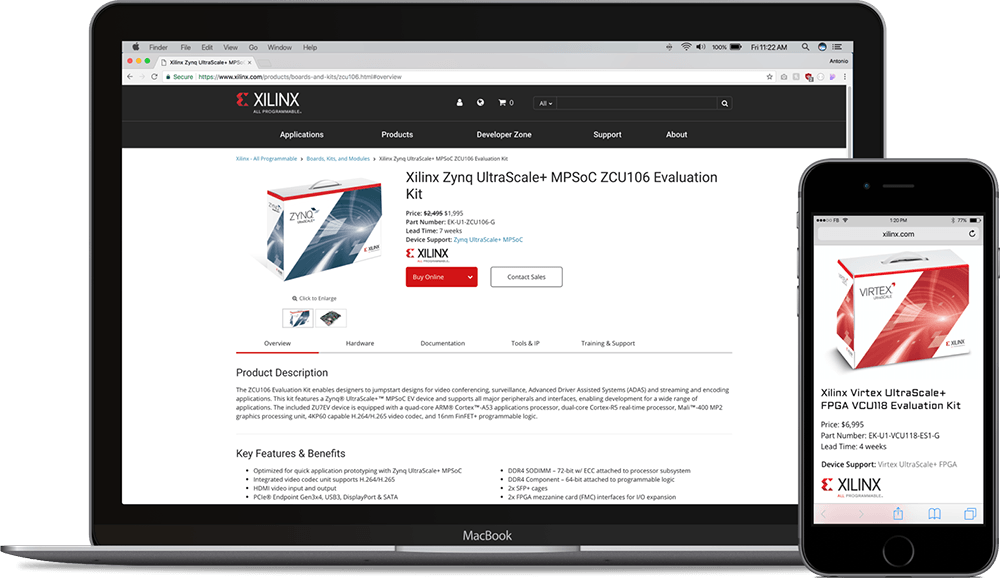 Finder File Edit View Go Window Help 100% Fri 11:22 AM
Xilinx Zynq UltraScale+ MPSo Antonio
Secure https://www.xilinx.com/products/boards-and-kits/zcu106.html#overview
XILINX
ALL PROGRAMMABLE
0 All
Applications Products Developer Zone Support About
Xilinx - All Programmable > Boards, Kits, and Modules > Xilinx Zynq UltraScale+ MPSoC ZCU106 Evaluation Kit
Xilinx Zynq UltraScale+ MPSoC ZCU106 Evaluation
Kit
Price: $2,495 $1,995
Part Number: EK-U1-ZCU106-G
Lead Time: 7 weeks
Device Support: Zynq UltraScale+ MPSoC
XILINX
ALL PROGRAMMABLE
Buy Online Contact Sales
ZYNQ
UltraSCALE+
XILINX
Click to Enlarge
Overview Hardware Documentation Tools & IP Training & Support
Product Description
The ZCU106 Evaluation Kit enables designers to jumpstart designs for video conferencing, surveillance, Advanced Driver Assisted Systems (ADAS) and streaming and encoding
applications. This kit features a Zynq® UltraScale+™ MPSoC EV device and supports all major peripherals and interfaces, enabling development for a wide range of
applications. The included ZU7EV device is equipped with a quad-core ARM® Cortex™-A53 applications processor, dual-core Cortex-R5 real-time processor, Mali™-400 MP2
graphics processing unit, 4KP60 capable H.264/H.265 video codec, and 16nm FinFET+ programmable logic.
Key Features & Benefits
• Optimized for quick application prototyping with Zynq UltraScale+ MPSoC
• Integrated video codec unit supports H.264/H.265
• HDMI video input and output
• PCIe® Endpoint Gen3x4, USB3, DisplayPort & SATA
• DDR4 SODIMM – 72-bit w/ ECC attached to processor subsystem
• DDR4 Component – 64-bit attached to programmable logic
• 2x SFP+ cages
• 2x FPGA mezzanine card (FMC) interfaces for I/O expansion
MacBook
FB 1:20 PM 77%
xilinx.com
VIRTEX
UltraSCALE
XILINX
Xilinx Virtex UltraScale+
FPGA VCU118 Evaluation Kit
Price: $6,995
Part Number: EK-U1-VCU118-ES1-G
Lead Time: 4 weeks
Device Support: Virtex UltraScale+ FPGA
XILINX
ALL PROGRAMMABLE